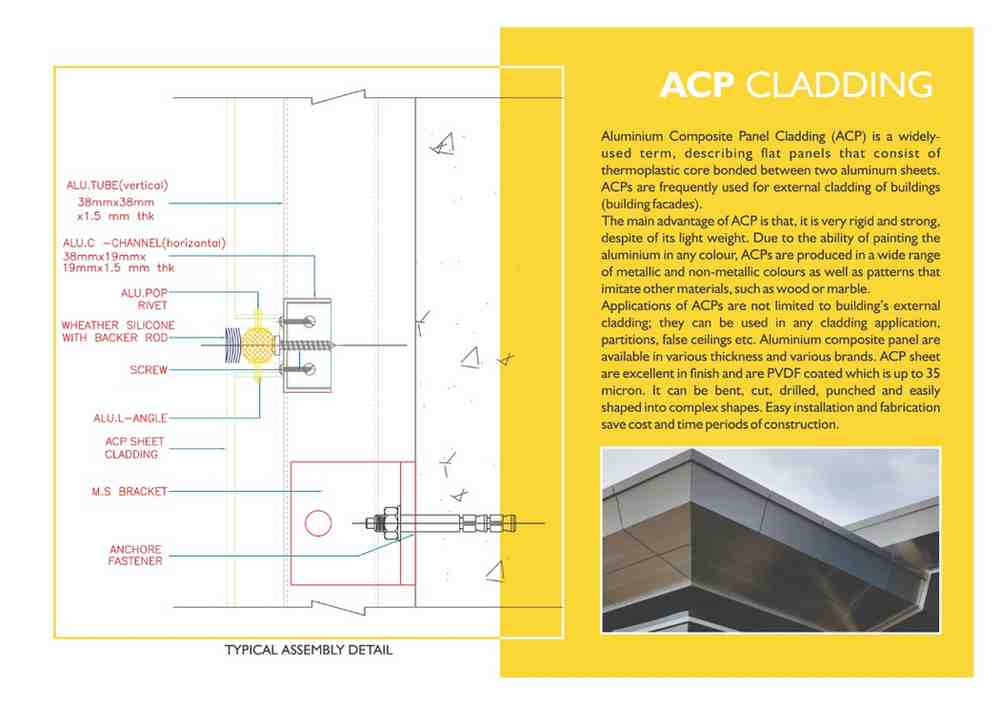 ACP CLADDING
Aluminium Composite Panel Cladding (ACP) is a widely-
used term, describing flat panels that consist of
thermoplastic core bonded between two aluminum sheets.
ACPs are frequently used for external cladding of buildings
(building facades).
The main advantage of ACP is that, it is very rigid and strong,
despite of its light weight. Due to the ability of painting the
aluminium in any colour, ACPs are produced in a wide range
of metallic and non-metallic colours as well as patterns that
imitate other materials, such as wood or marble.
Applications of ACPs are not limited to building's external
cladding; they can be used in any cladding application,
partitions, false ceilings etc. Aluminium composite panel are
available in various thickness and various brands. ACP sheet
are excellent in finish and are PVDF coated which is up to 35
micron. It can be bent, cut, drilled, punched and easily
shaped into complex shapes. Easy installation and fabrication
save cost and time periods of construction.
ALU.TUBE(vertical)
38mmx38mm
x1.5 mm thk
ALU.C -CHANNEL(horizantal)
38mmx19mmx
19mmx1.5 mm thk
ALU.POP
RIVET
WHEATHER SILICONE
WITH BACKER ROD
SCREW
ALU.L-ANGLE
ACP SHEET
CLADDING
M.S BRACKET
ANCHORE
FASTENER
TYPICAL ASSEMBLY DETAIL